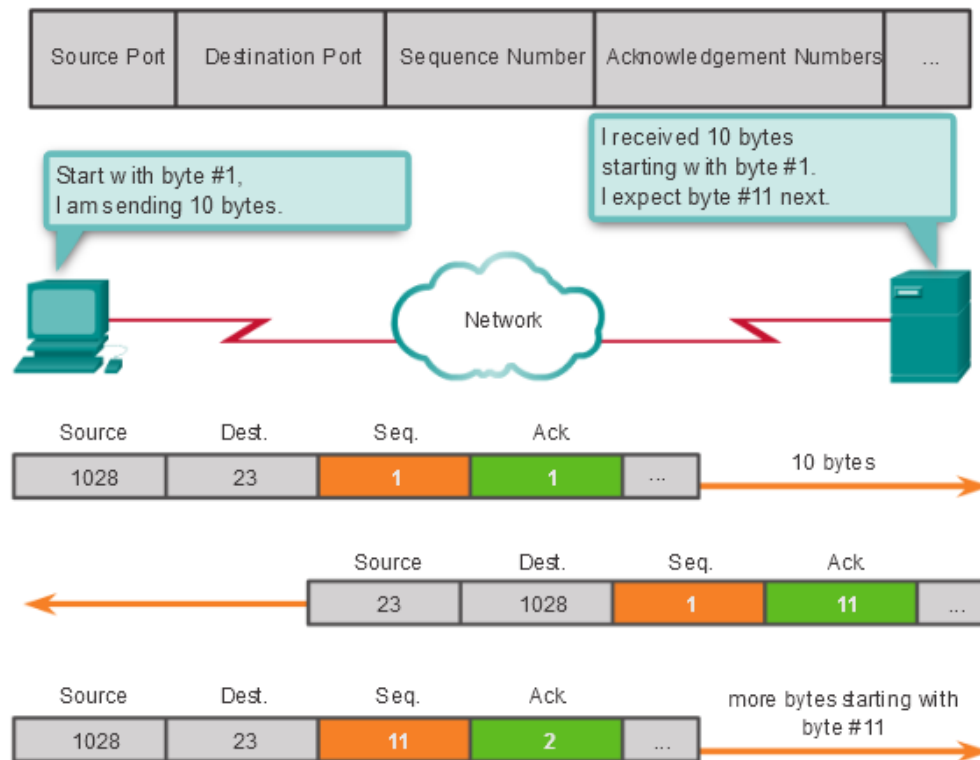 Source Port Destination Port Sequence Number Acknowledgement Numbers ...
Start with byte #1,
I am sending 10 bytes.
I received 10 bytes
starting with byte #1.
I expect byte #11 next.
Network
Source Dest. Seq. Ack.
1028 23 1 1 ...
10 bytes
Source Dest. Seq. Ack.
23 1028 1 11 ...
Source Dest. Seq. Ack.
1028 23 11 2 ...
more bytes starting with
byte #11